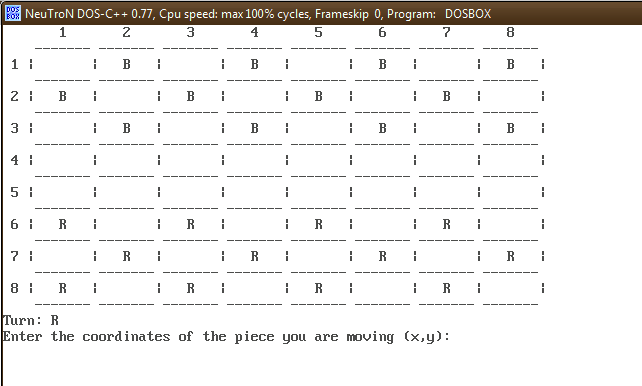 DOS BOX NeuTroN DOS-C++ 0.77, Cpu speed: max 100% cycles, Frameskip 0, Program: DOSBOX
1 2 3 4 5 6 7 8
1 ¦ ¦ B ¦ ¦ B ¦ ¦ B ¦ ¦ B ¦
2 ¦ B ¦ ¦ B ¦ ¦ B ¦ ¦ B ¦ ¦
3 ¦ ¦ B ¦ ¦ B ¦ ¦ B ¦ ¦ B ¦
4 ¦ ¦ ¦ ¦ ¦ ¦ ¦ ¦ ¦
5 ¦ ¦ ¦ ¦ ¦ ¦ ¦ ¦ ¦
6 ¦ R ¦ ¦ R ¦ ¦ R ¦ ¦ R ¦ ¦
7 ¦ ¦ R ¦ ¦ R ¦ ¦ R ¦ ¦ R ¦
8 ¦ R ¦ ¦ R ¦ ¦ R ¦ ¦ R ¦ ¦
Turn: R
Enter the coordinates of the piece you are moving (x,y):